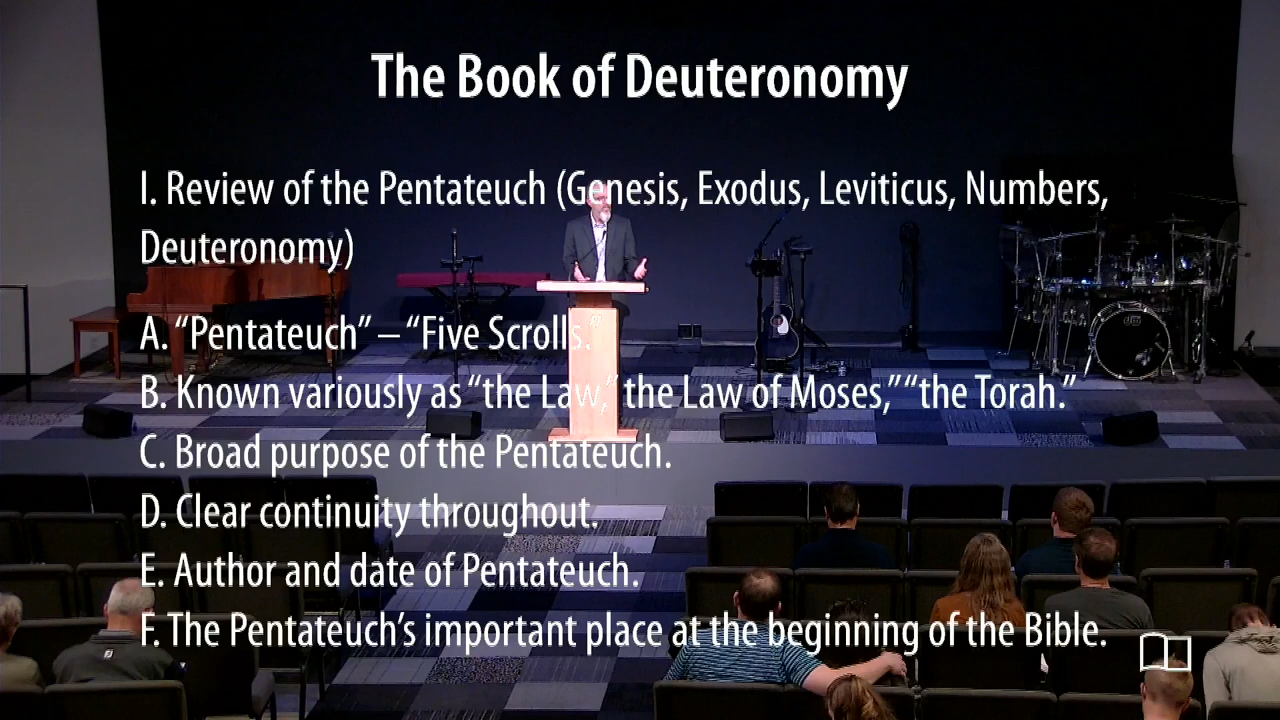 The Book of Deuteronomy
I. Review of the Pentateuch (Genesis, Exodus, Leviticus, Numbers,
Deuteronomy)
A. “Pentateuch” – “Five Scrolls.”
B. Known variously as “the Law,” the Law of Moses,” “the Torah.”
C. Broad purpose of the Pentateuch.
D. Clear continuity throughout.
E. Author and date of Pentateuch.
F. The Pentateuch’s important place at the beginning of the Bible.